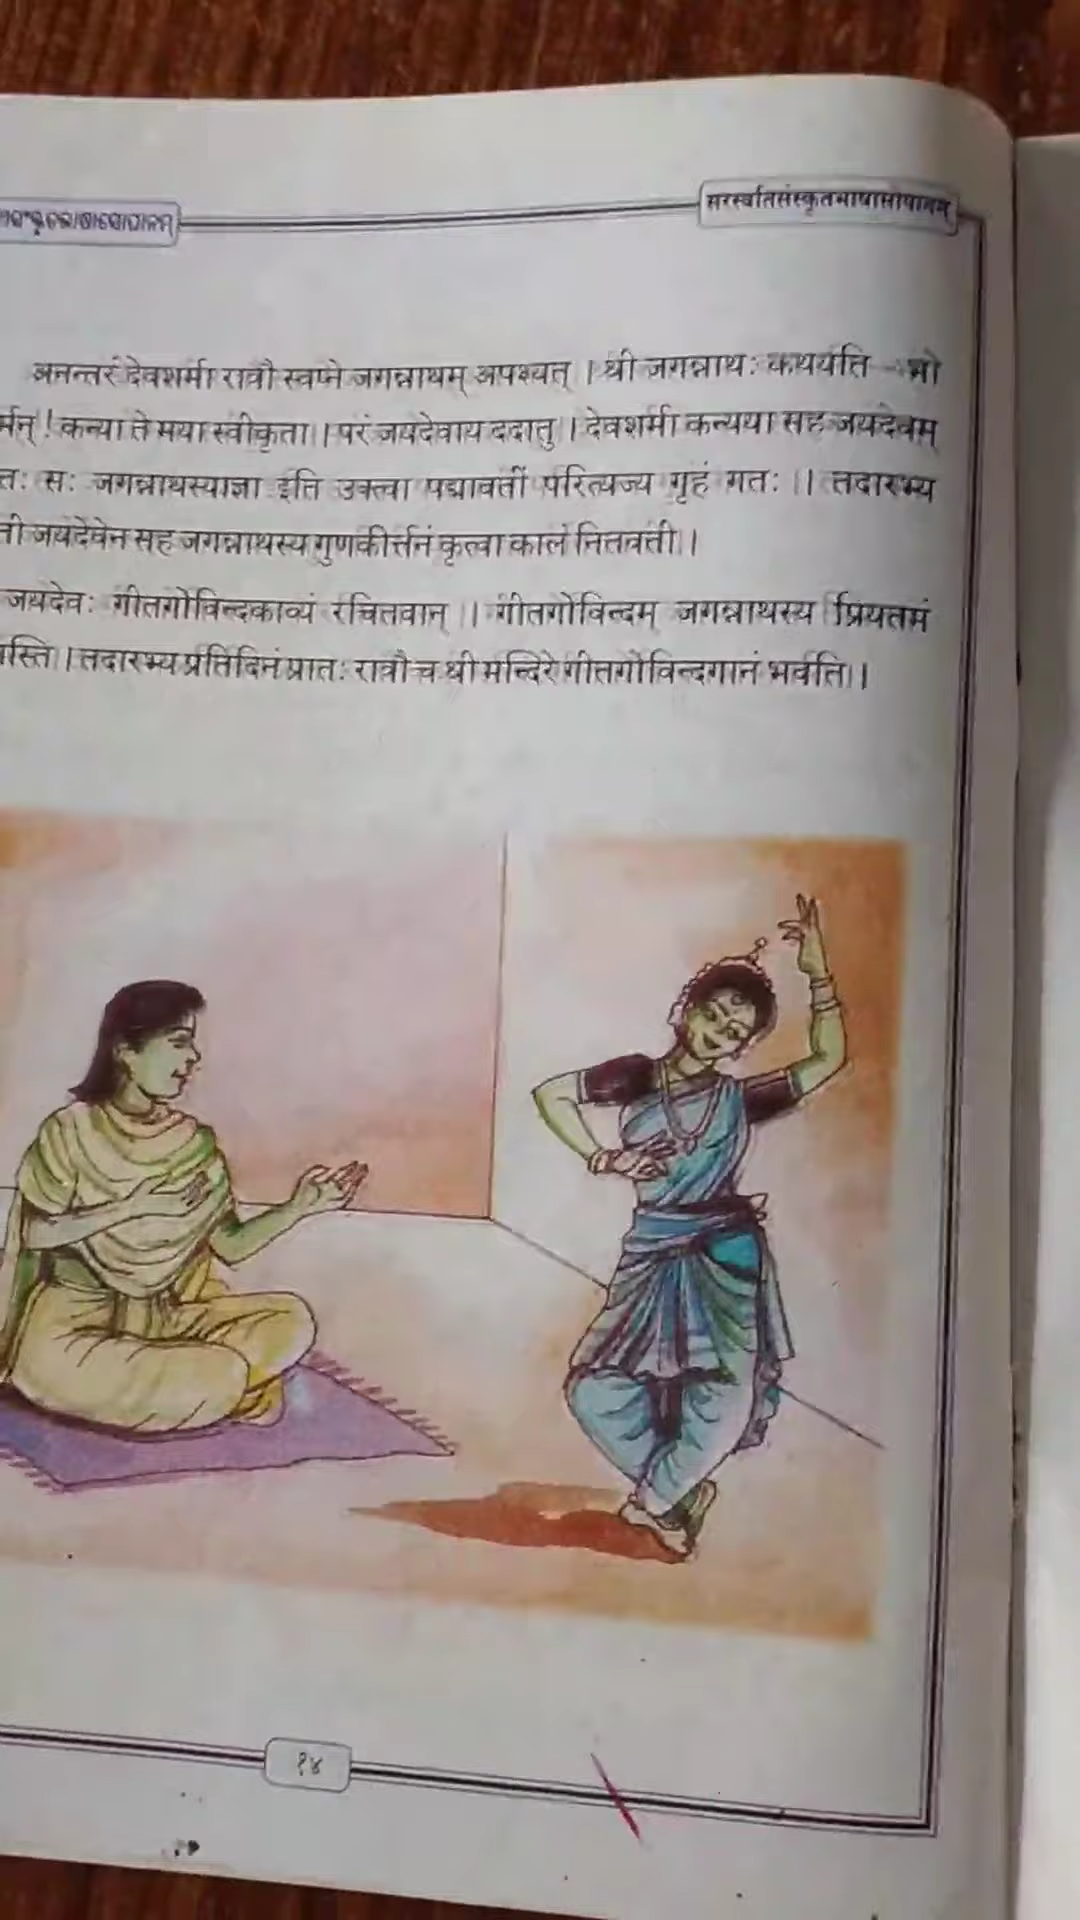 सरस्वतिसंस्कृतभाषासोपानम्
अनन्तरं देवशर्मा रात्रौ स्वप्ने जगन्नाथम् अपश्यत् । श्री जगन्नाथः कथयति - भो
र्मन् ! कन्या ते मया स्वीकृता ।। परं जयदेवाय ददातु । देवशर्मा कन्यया सह जयदेवम्
तः सः जगन्नाथस्याज्ञा इति उक्त्वा पद्मावतीं परित्यज्य गृहं गतः ।। तदारभ्य
ती जयदेवेन सह जगन्नाथस्य गुणकीर्त्तनं कृत्वा कालं नितवती ।।
जयदेवः गीतगोविन्दकाव्यं रचितवान् ।। गीतगोविन्दम् जगन्नाथस्य प्रियतमं
स्ति ।। तदारभ्य प्रतिदिनं प्रातः रात्रौ च श्री मन्दिरे गीतगोविन्दगानं भवति ।।
१४